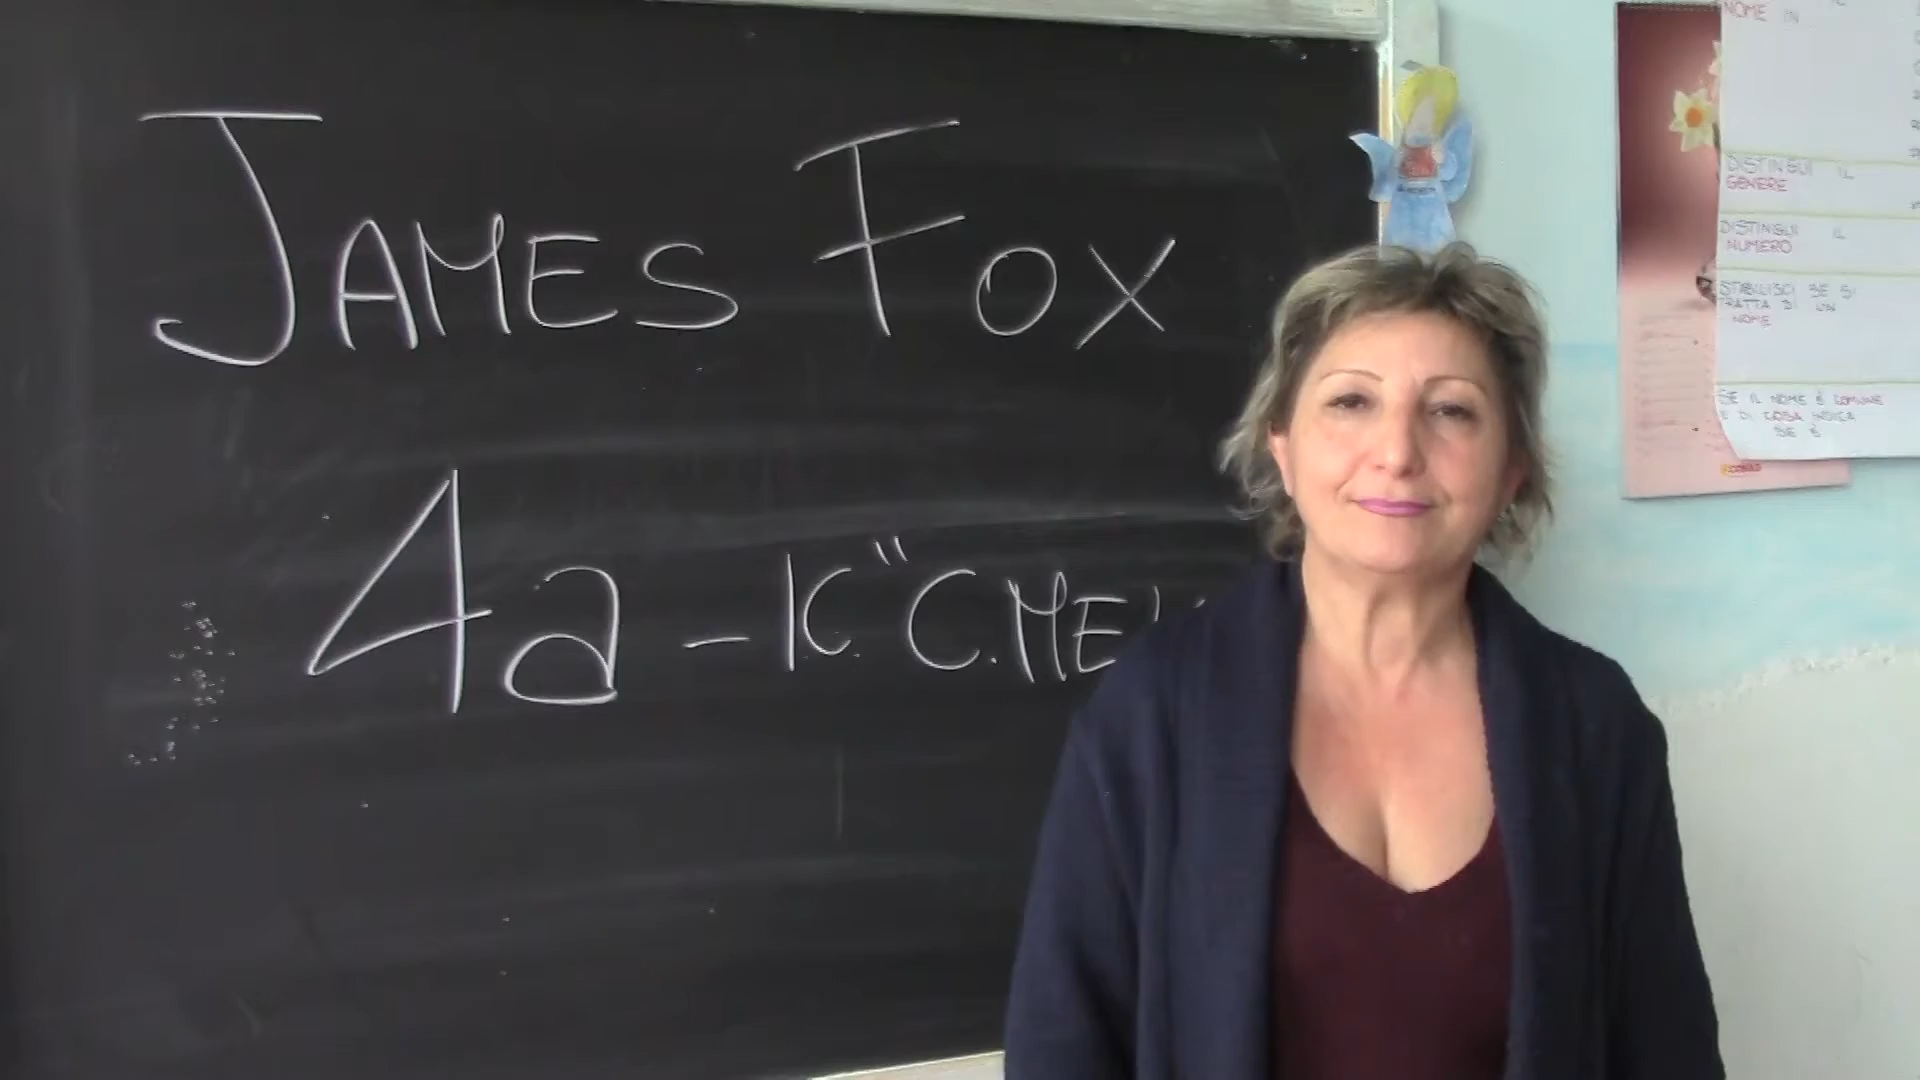 JAMES FOX
4a - K "C. ME
NOME IN
DISTINGUI IL
GENERE
DISTINGUI IL
NUMERO
STABILISCI SE SI
TRATTA DI UN
NOME
SE IL NOME È COMUNE
E DI COSA INDICA
SE È